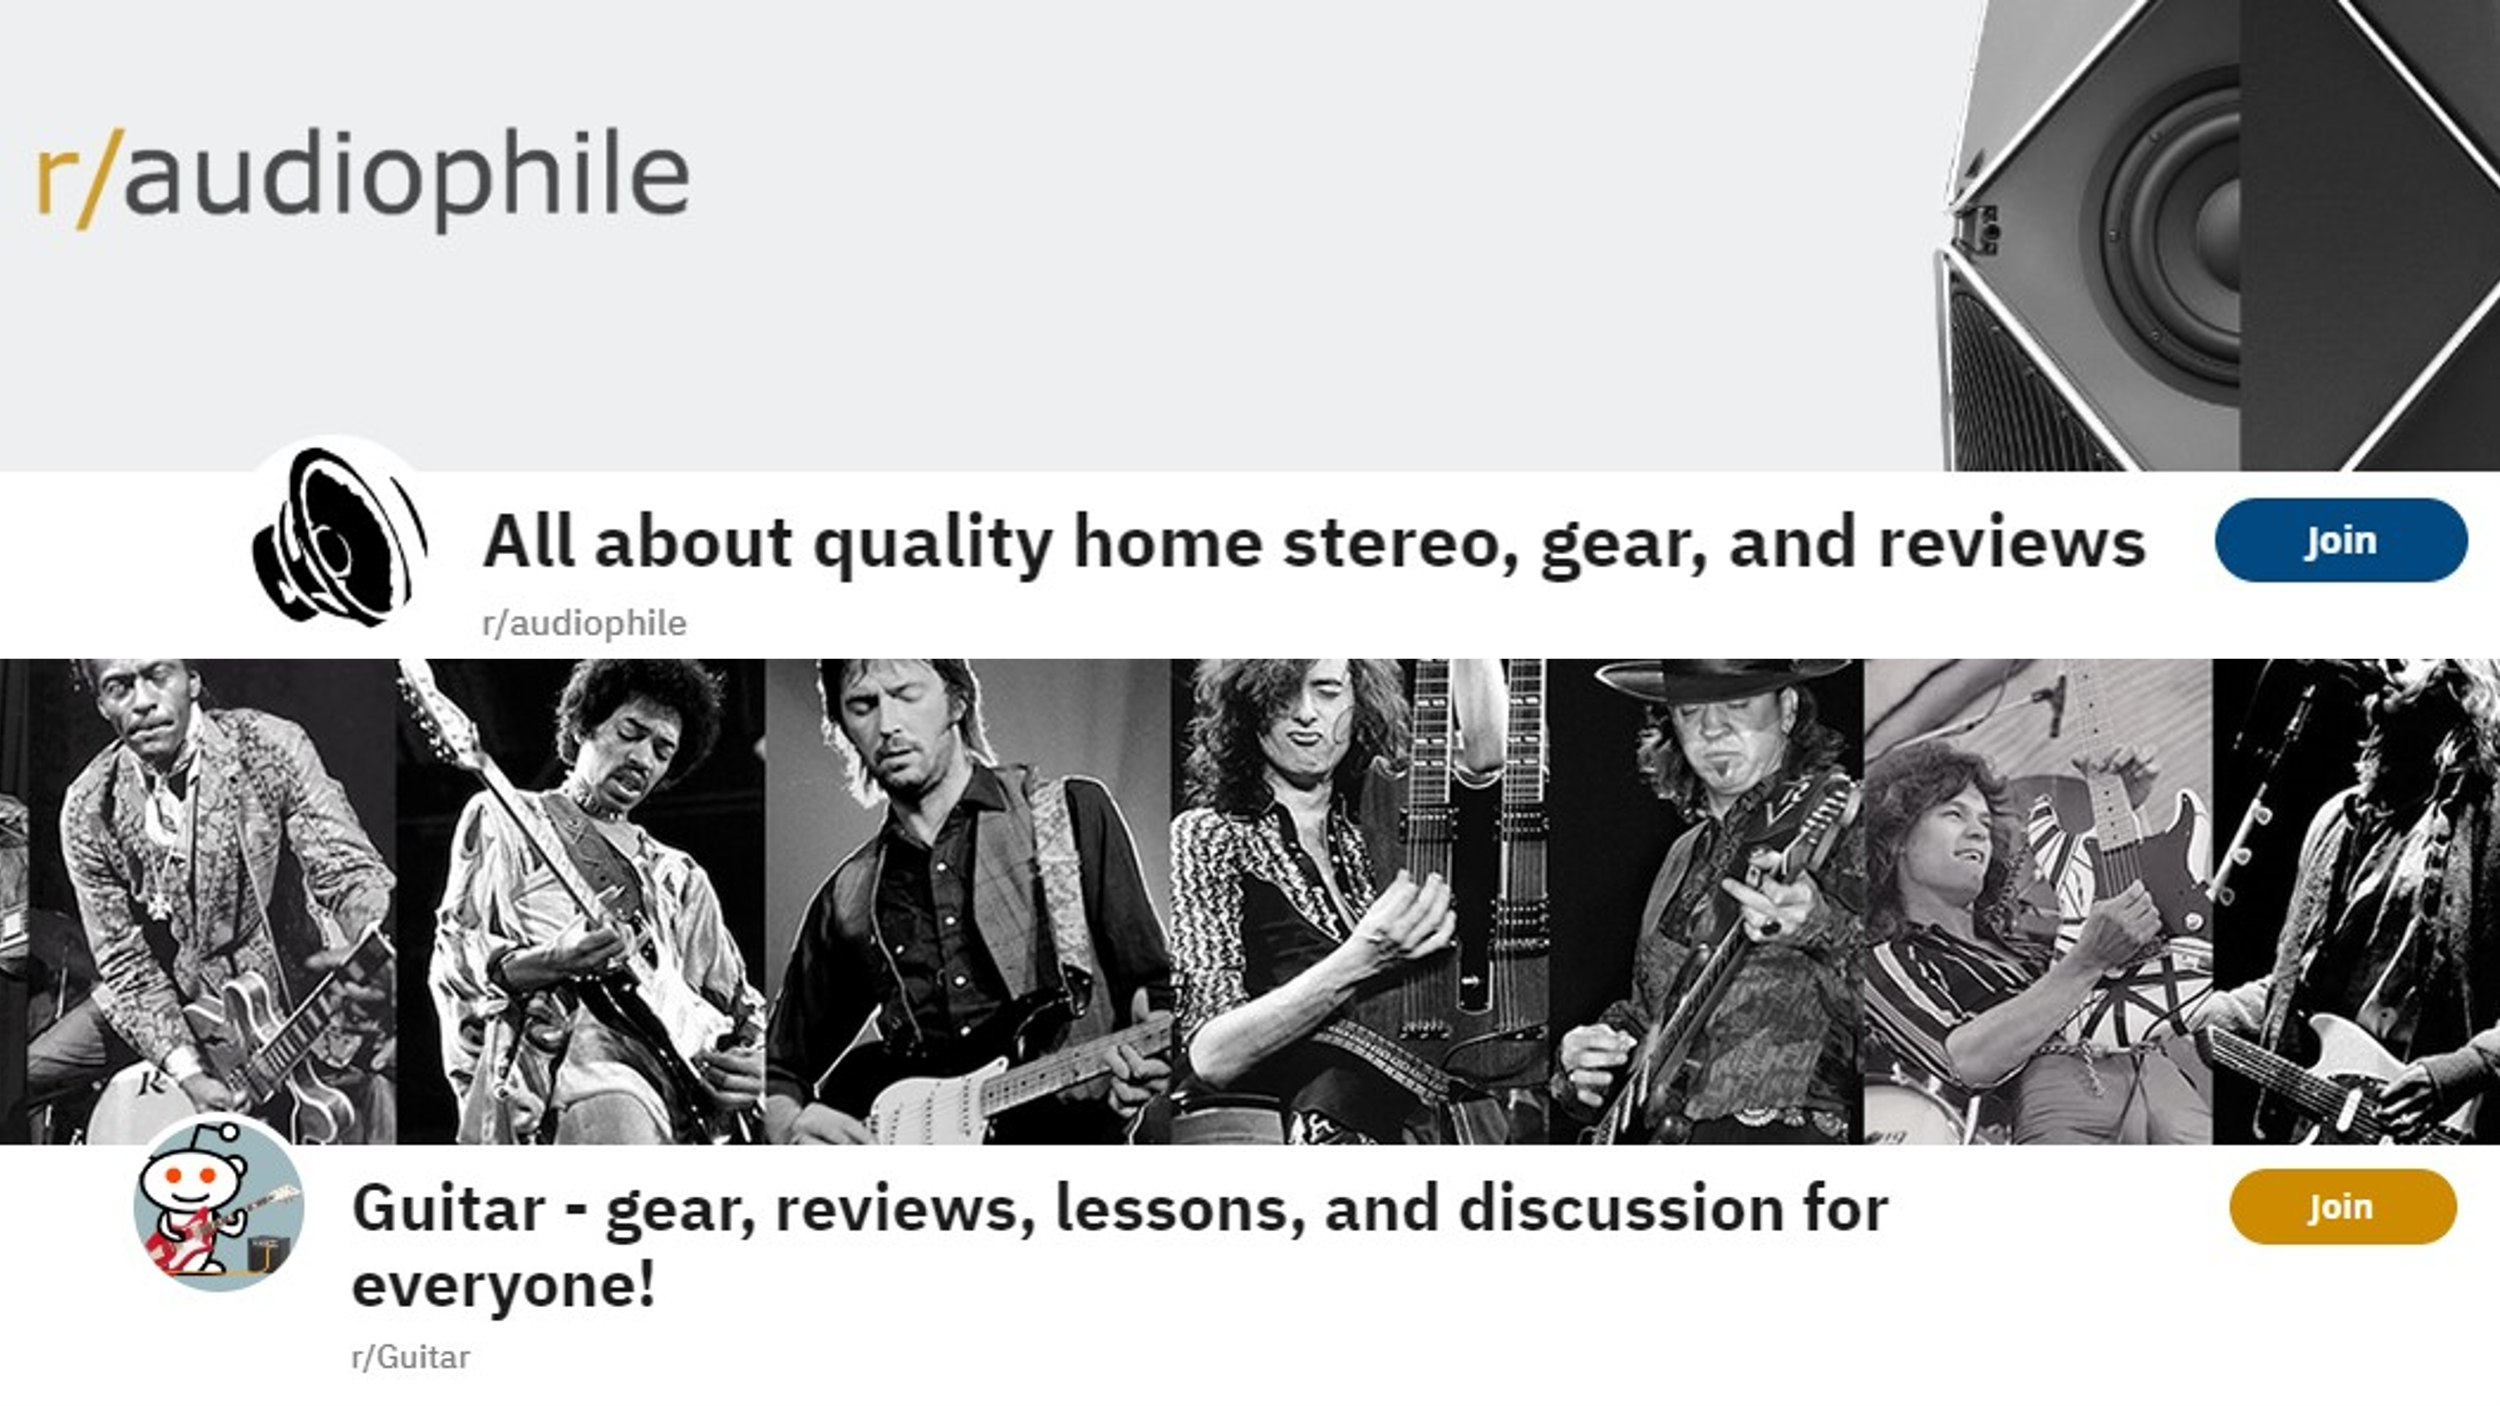 r/audiophile
All about quality home stereo, gear, and reviews
Join
r/audiophile
Guitar - gear, reviews, lessons, and discussion for
everyone!
Join
r/Guitar